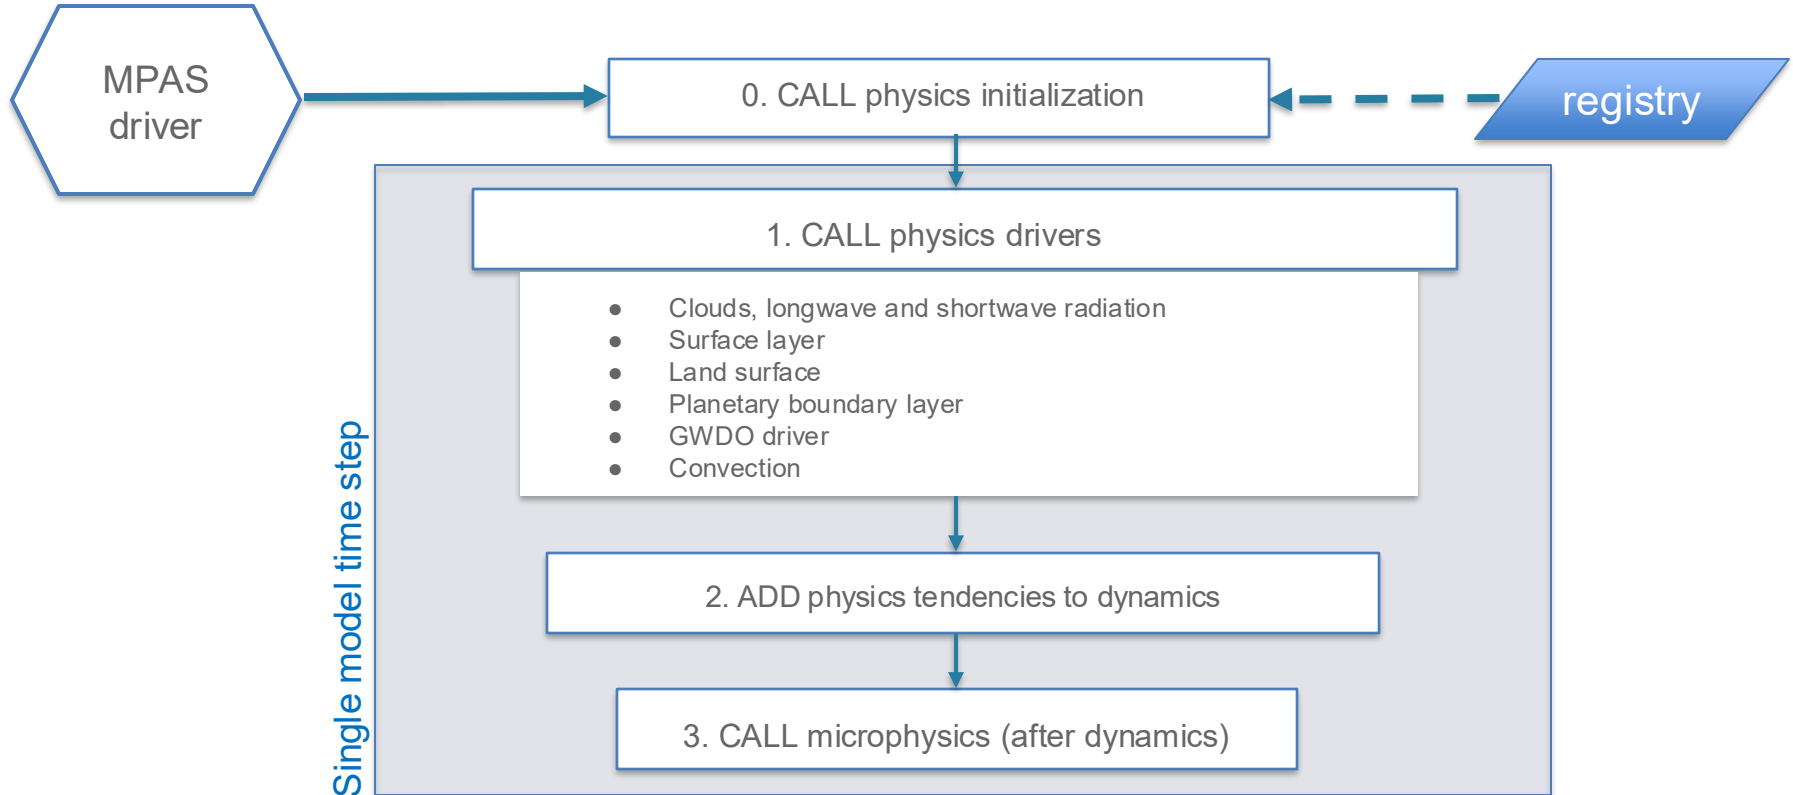 MPAS
driver
0. CALL physics initialization
registry
1. CALL physics drivers
● Clouds, longwave and shortwave radiation
● Surface layer
● Land surface
● Planetary boundary layer
● GWDO driver
● Convection
2. ADD physics tendencies to dynamics
3. CALL microphysics (after dynamics)
Single model time step